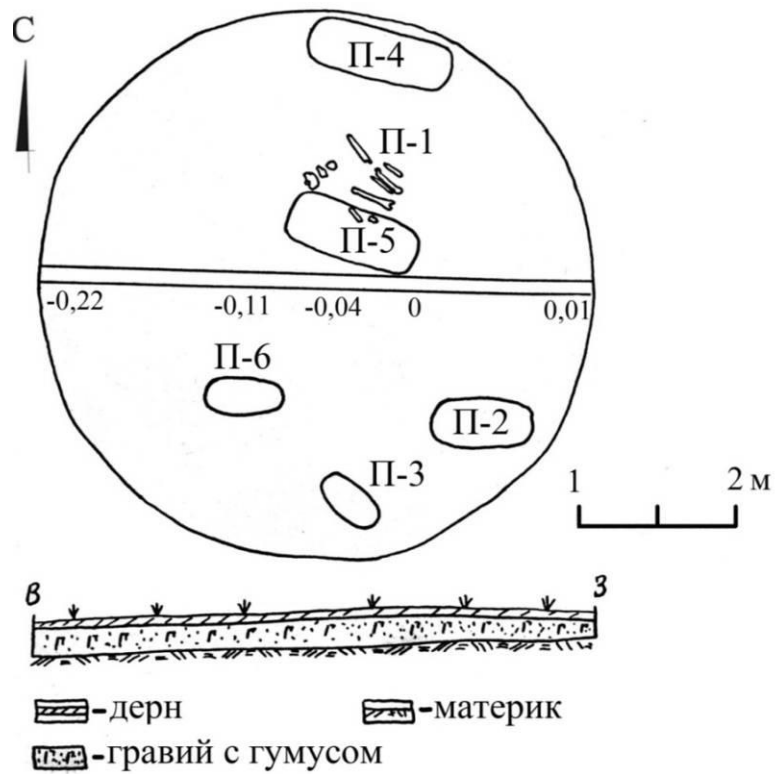 С
П-4
П-1
П-5
-0,22 -0,11 -0,04 0 0,01
П-6
П-2
П-3
1 2 м
В З
-дерн -материк
-гравий с гумусом